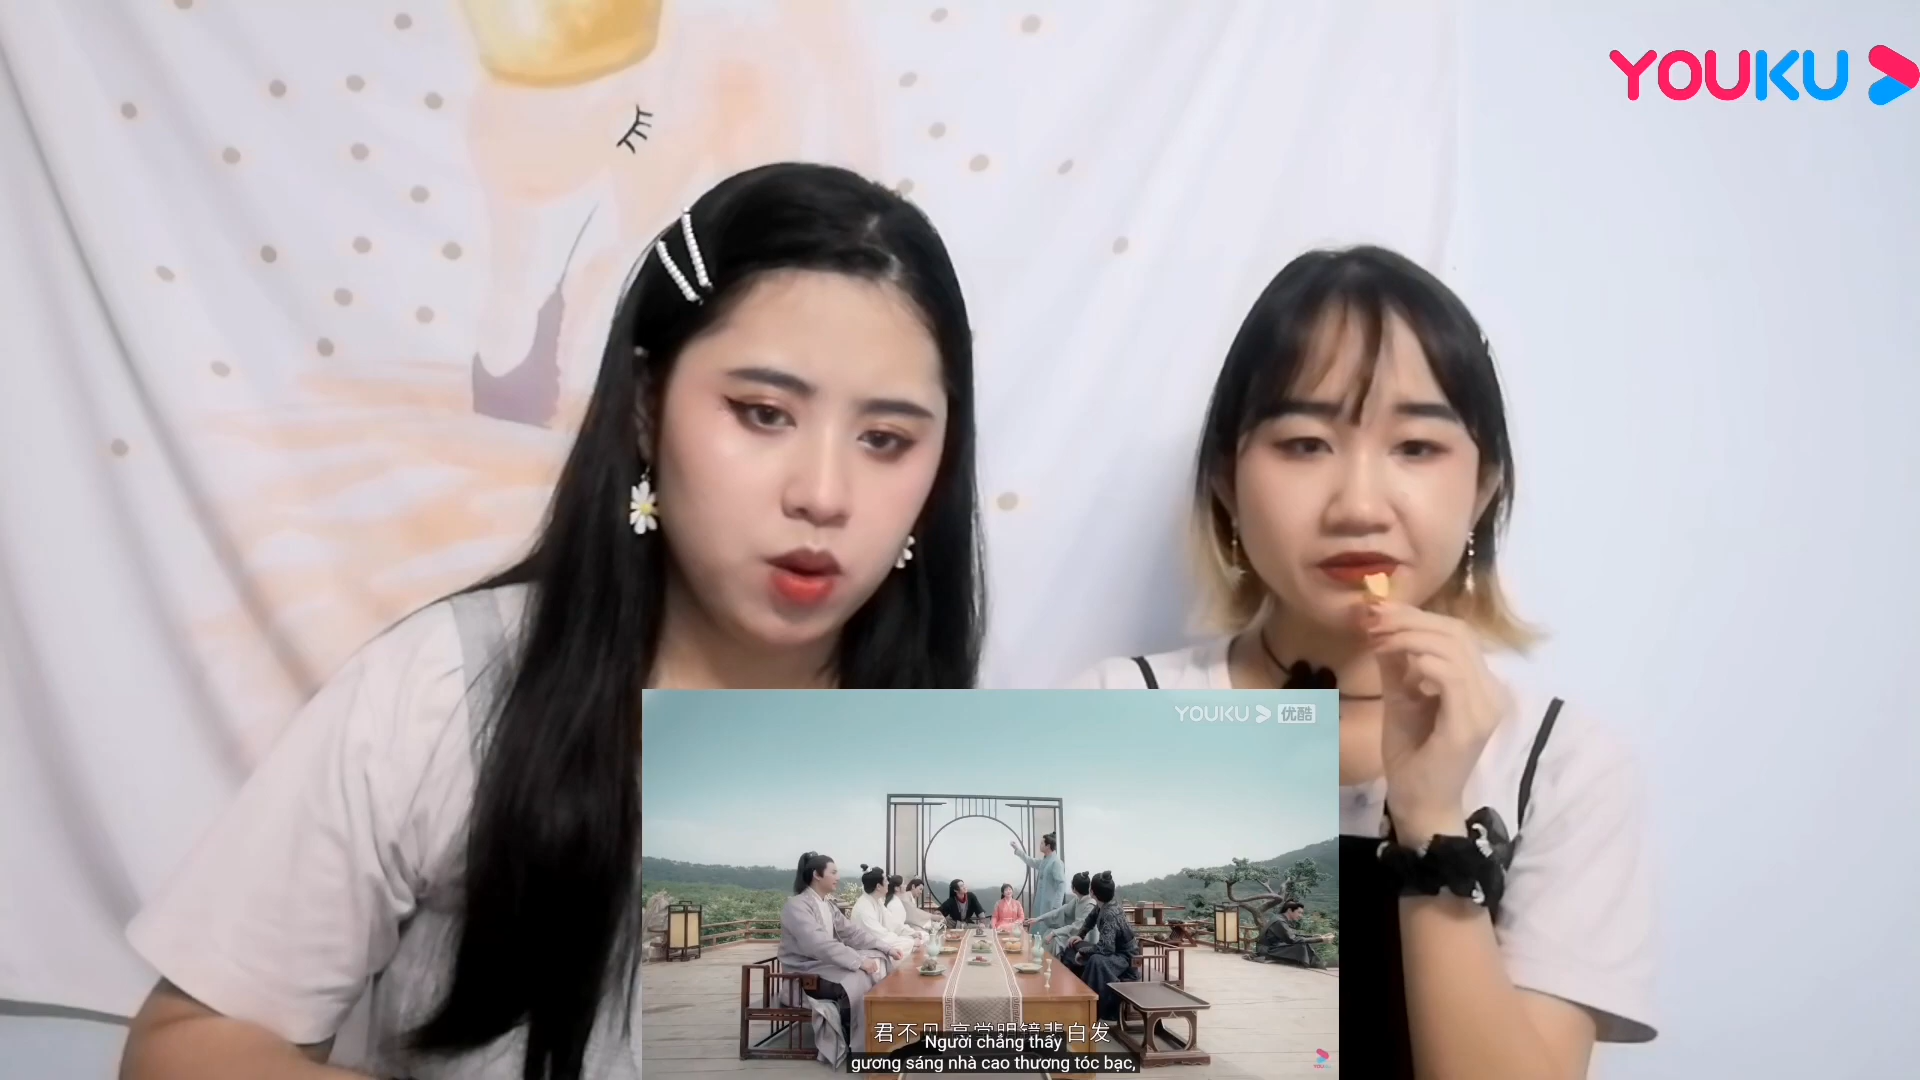 YOUKU
YOUKU 优酷
君不见 高堂明镜悲白发
Người chẳng thấy
gương sáng nhà cao thương tóc bạc,